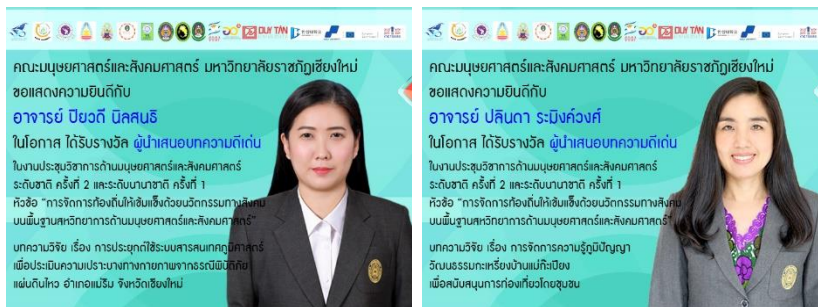 คณะมนุษยศาสตร์และสังคมศาสตร์ มหาวิทยาลัยราชภัฏเชียงใหม่
ขอแสดงความยินดีกับ
อาจารย์ ปิยวดี นิลสนธิ
ในโอกาส ได้รับรางวัล ผู้นำเสนอบทความดีเด่น
ในงานประชุมวิชาการด้านมนุษยศาสตร์และสังคมศาสตร์
ระดับชาติ ครั้งที่ 2 และระดับนานาชาติ ครั้งที่ 1
หัวข้อ "การจัดการท้องถิ่นให้เข้มแข็งด้วยนวัตกรรมทางสังคม
บนพื้นฐานสหวิทยาการด้านมนุษยศาสตร์และสังคมศาสตร์"
บทความวิจัย เรื่อง การประยุกต์ใช้ระบบสารสนเทศภูมิศาสตร์
เพื่อประเมินความเปราะบางทางกายภาพจากธรณีพิบัติภัย
แผ่นดินไหว อำเภอแม่ริม จังหวัดเชียงใหม่
DUY TAN
คณะมนุษยศาสตร์และสังคมศาสตร์ มหาวิทยาลัยราชภัฏเชียงใหม่
ขอแสดงความยินดีกับ
อาจารย์ ปลินดา ระมิงค์วงศ์
ในโอกาส ได้รับรางวัล ผู้นำเสนอบทความดีเด่น
ในงานประชุมวิชาการด้านมนุษยศาสตร์และสังคมศาสตร์
ระดับชาติ ครั้งที่ 2 และระดับนานาชาติ ครั้งที่ 1
หัวข้อ "การจัดการท้องถิ่นให้เข้มแข็งด้วยนวัตกรรมทางสังคม
บนพื้นฐานสหวิทยาการด้านมนุษยศาสตร์และสังคมศาสตร์"
บทความวิจัย เรื่อง การจัดการความรู้ภูมิปัญญา
วัฒนธรรมกะเหรี่ยงบ้านแม่ก๊ะเปียง
เพื่อสนับสนุนการท่องเที่ยวโดยชุมชน
DUY TAN